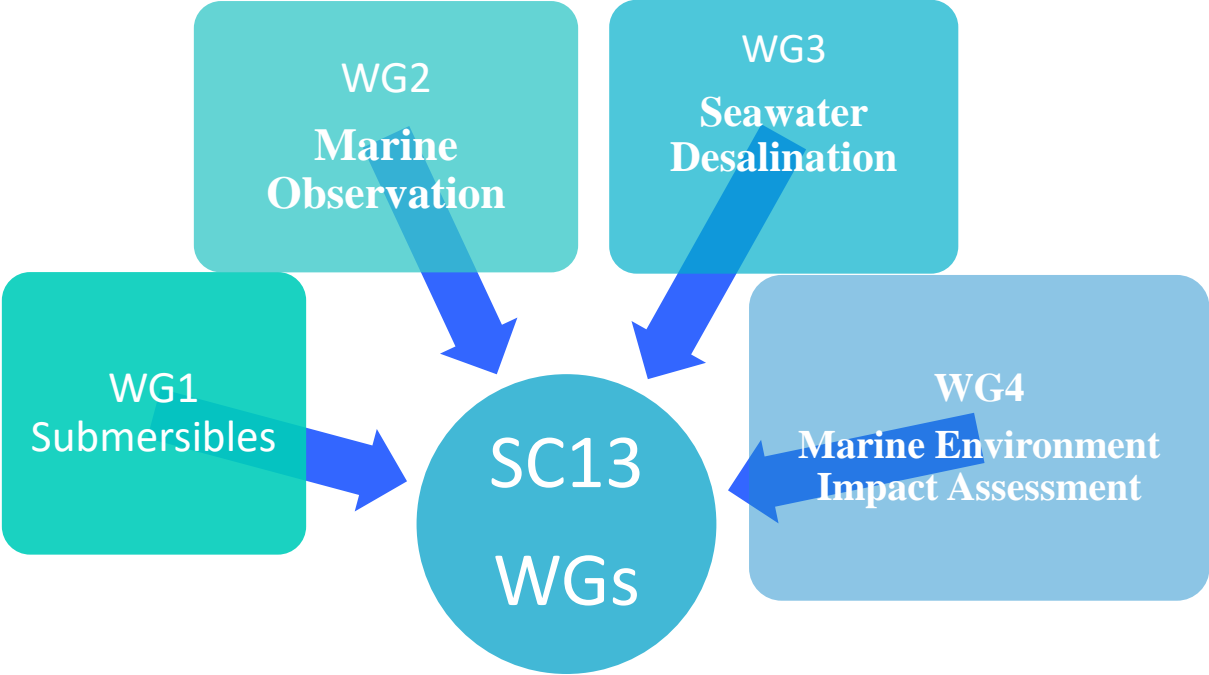 WG1
Submersibles
WG2
Marine
Observation
WG3
Seawater
Desalination
WG4
Marine Environment
Impact Assessment
SC13
WGs